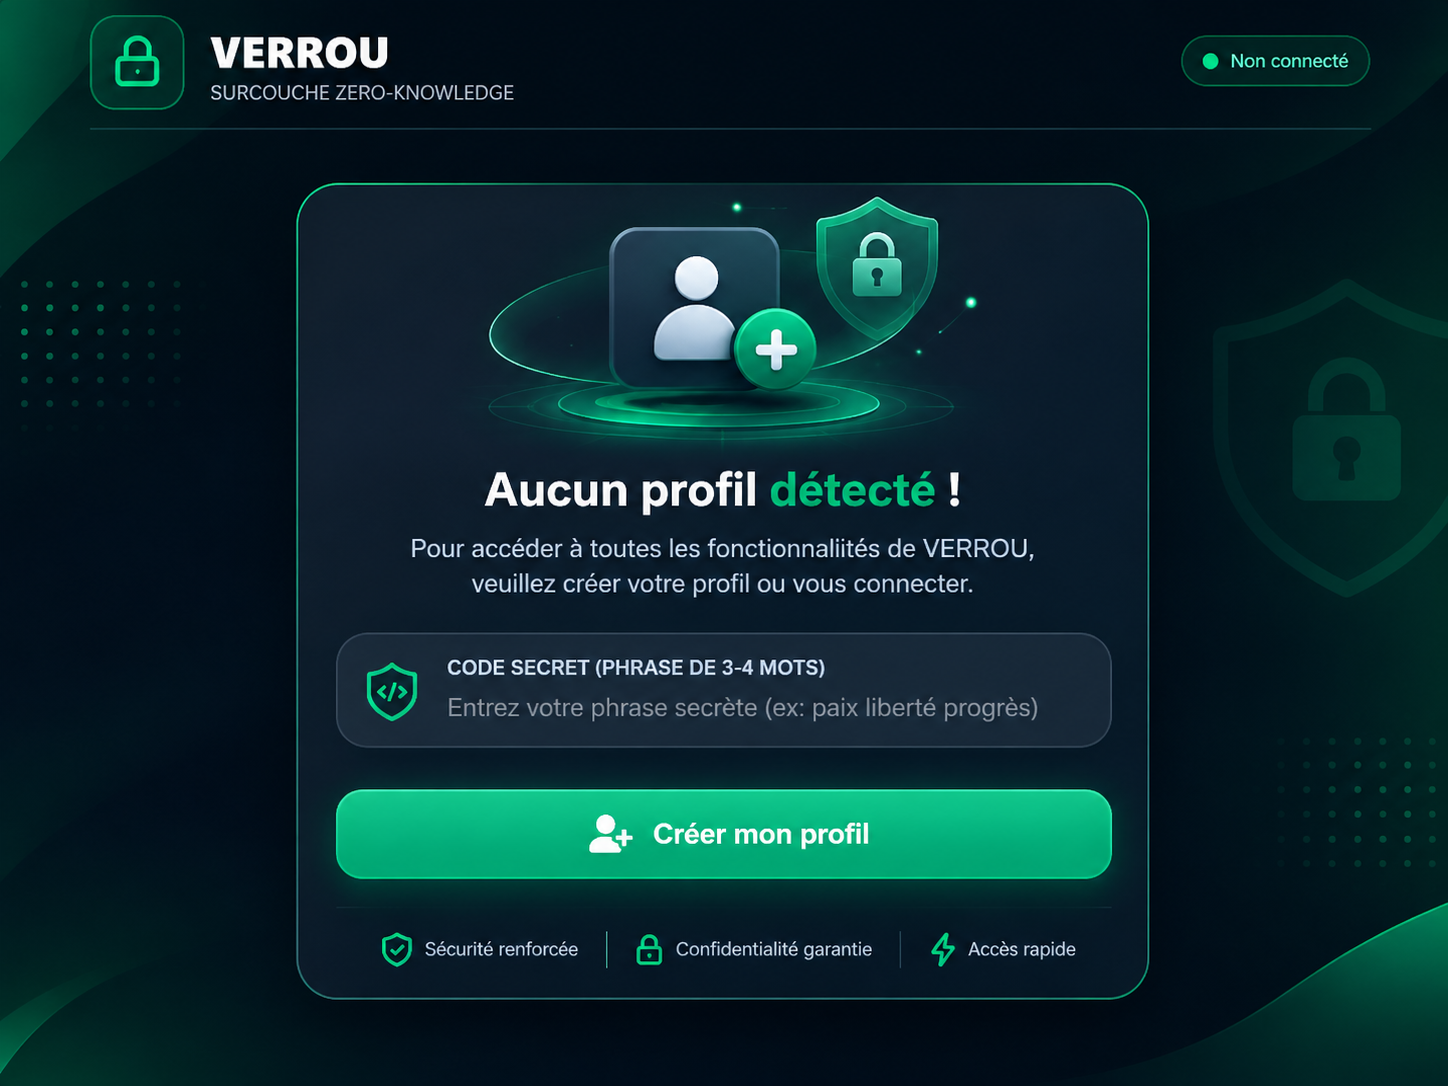 VERROU
SURCOUCHE ZERO-KNOWLEDGE
Non connecté
Aucun profil détecté !
Pour accéder à toutes les fonctionnaliités de VERROU,
veuillez créer votre profil ou vous connecter.
CODE SECRET (PHRASE DE 3-4 MOTS)
Entrez votre phrase secrète (ex: paix liberté progrès)
Créer mon profil
Sécurité renforcée
Confidentialité garantie
Accès rapide